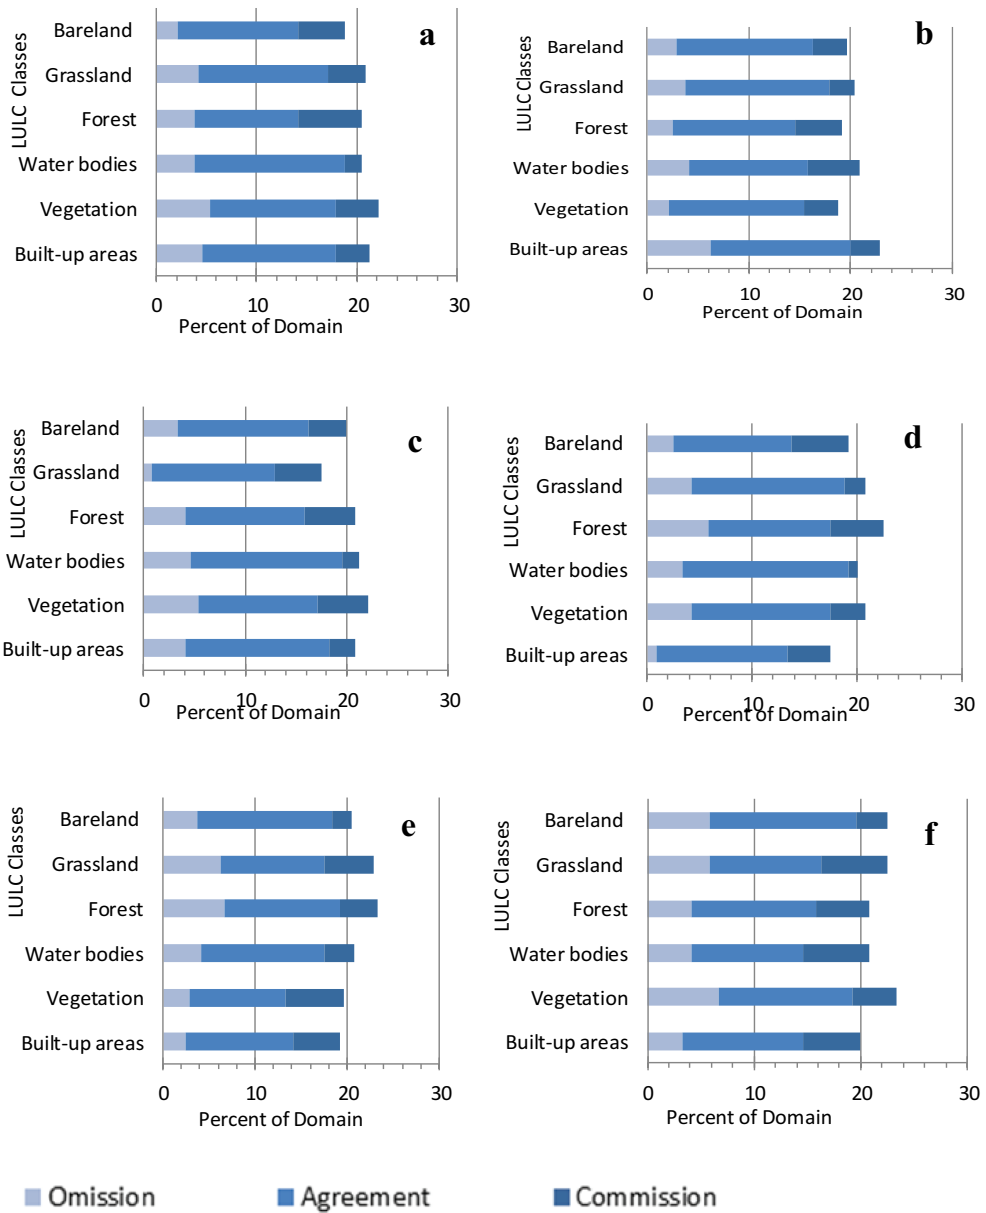 a
LULC Classes
Bareland
Grassland
Forest
Water bodies
Vegetation
Built-up areas
0 10 20 30
Percent of Domain
b
LULC Classes
Bareland
Grassland
Forest
Water bodies
Vegetation
Built-up areas
0 10 20 30
Percent of Domain
c
LULC Classes
Bareland
Grassland
Forest
Water bodies
Vegetation
Built-up areas
0 10 20 30
Percent of Domain
d
LULC Classes
Bareland
Grassland
Forest
Water bodies
Vegetation
Built-up areas
0 10 20 30
Percent of Domain
e
LULC Classes
Bareland
Grassland
Forest
Water bodies
Vegetation
Built-up areas
0 10 20 30
Percent of Domain
f
LULC Classes
Bareland
Grassland
Forest
Water bodies
Vegetation
Built-up areas
0 10 20 30
Percent of Domain
Omission Agreement Commission